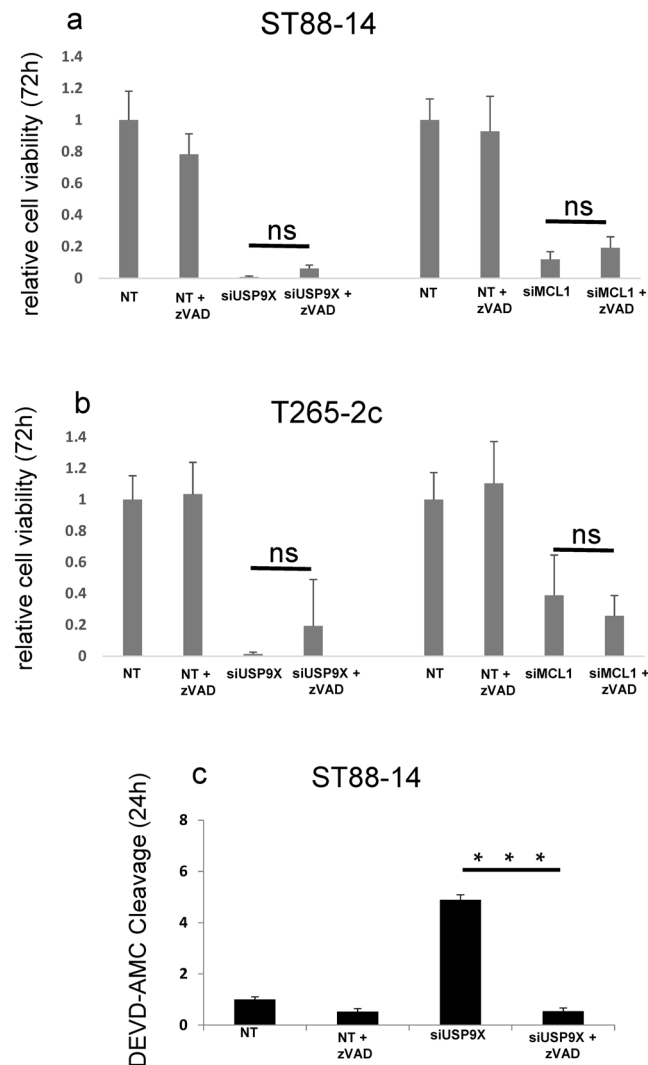 a
ST88-14
relative cell viability (72h)
1.4
1.2
1
0.8
0.6
0.4
0.2
0
ns
ns
NT
NT +
zVAD
siUSP9X
siUSP9X +
zVAD
NT
NT +
zVAD
siMCL1
siMCL1 +
zVAD
b
T265-2c
relative cell viability (72h)
1.4
1.2
1
0.8
0.6
0.4
0.2
0
ns
ns
NT
NT +
zVAD
siUSP9X
siUSP9X +
zVAD
NT
NT +
zVAD
siMCL1
siMCL1 +
zVAD
c
ST88-14
DEVD-AMC Cleavage (24h)
8
6
4
2
0
* * *
NT
NT +
zVAD
siUSP9X
siUSP9X +
zVAD